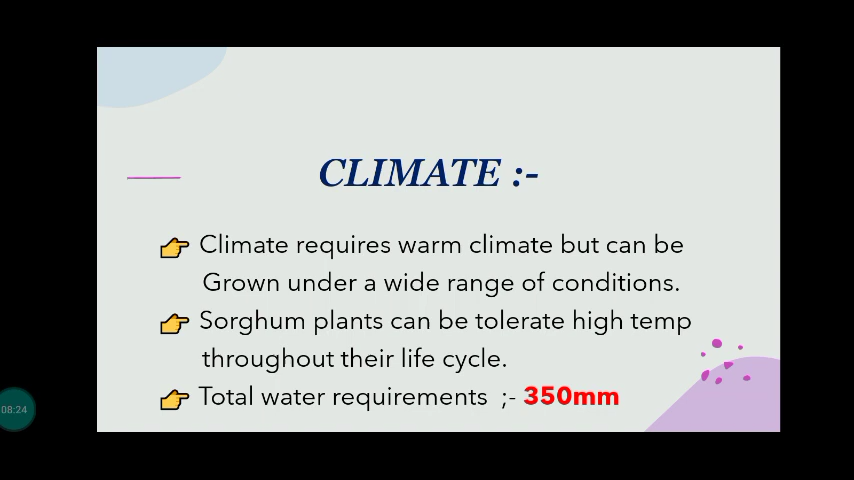 CLIMATE :-
Climate requires warm climate but can be
Grown under a wide range of conditions.
Sorghum plants can be tolerate high temp
throughout their life cycle.
Total water requirements ;- 350mm
08:24